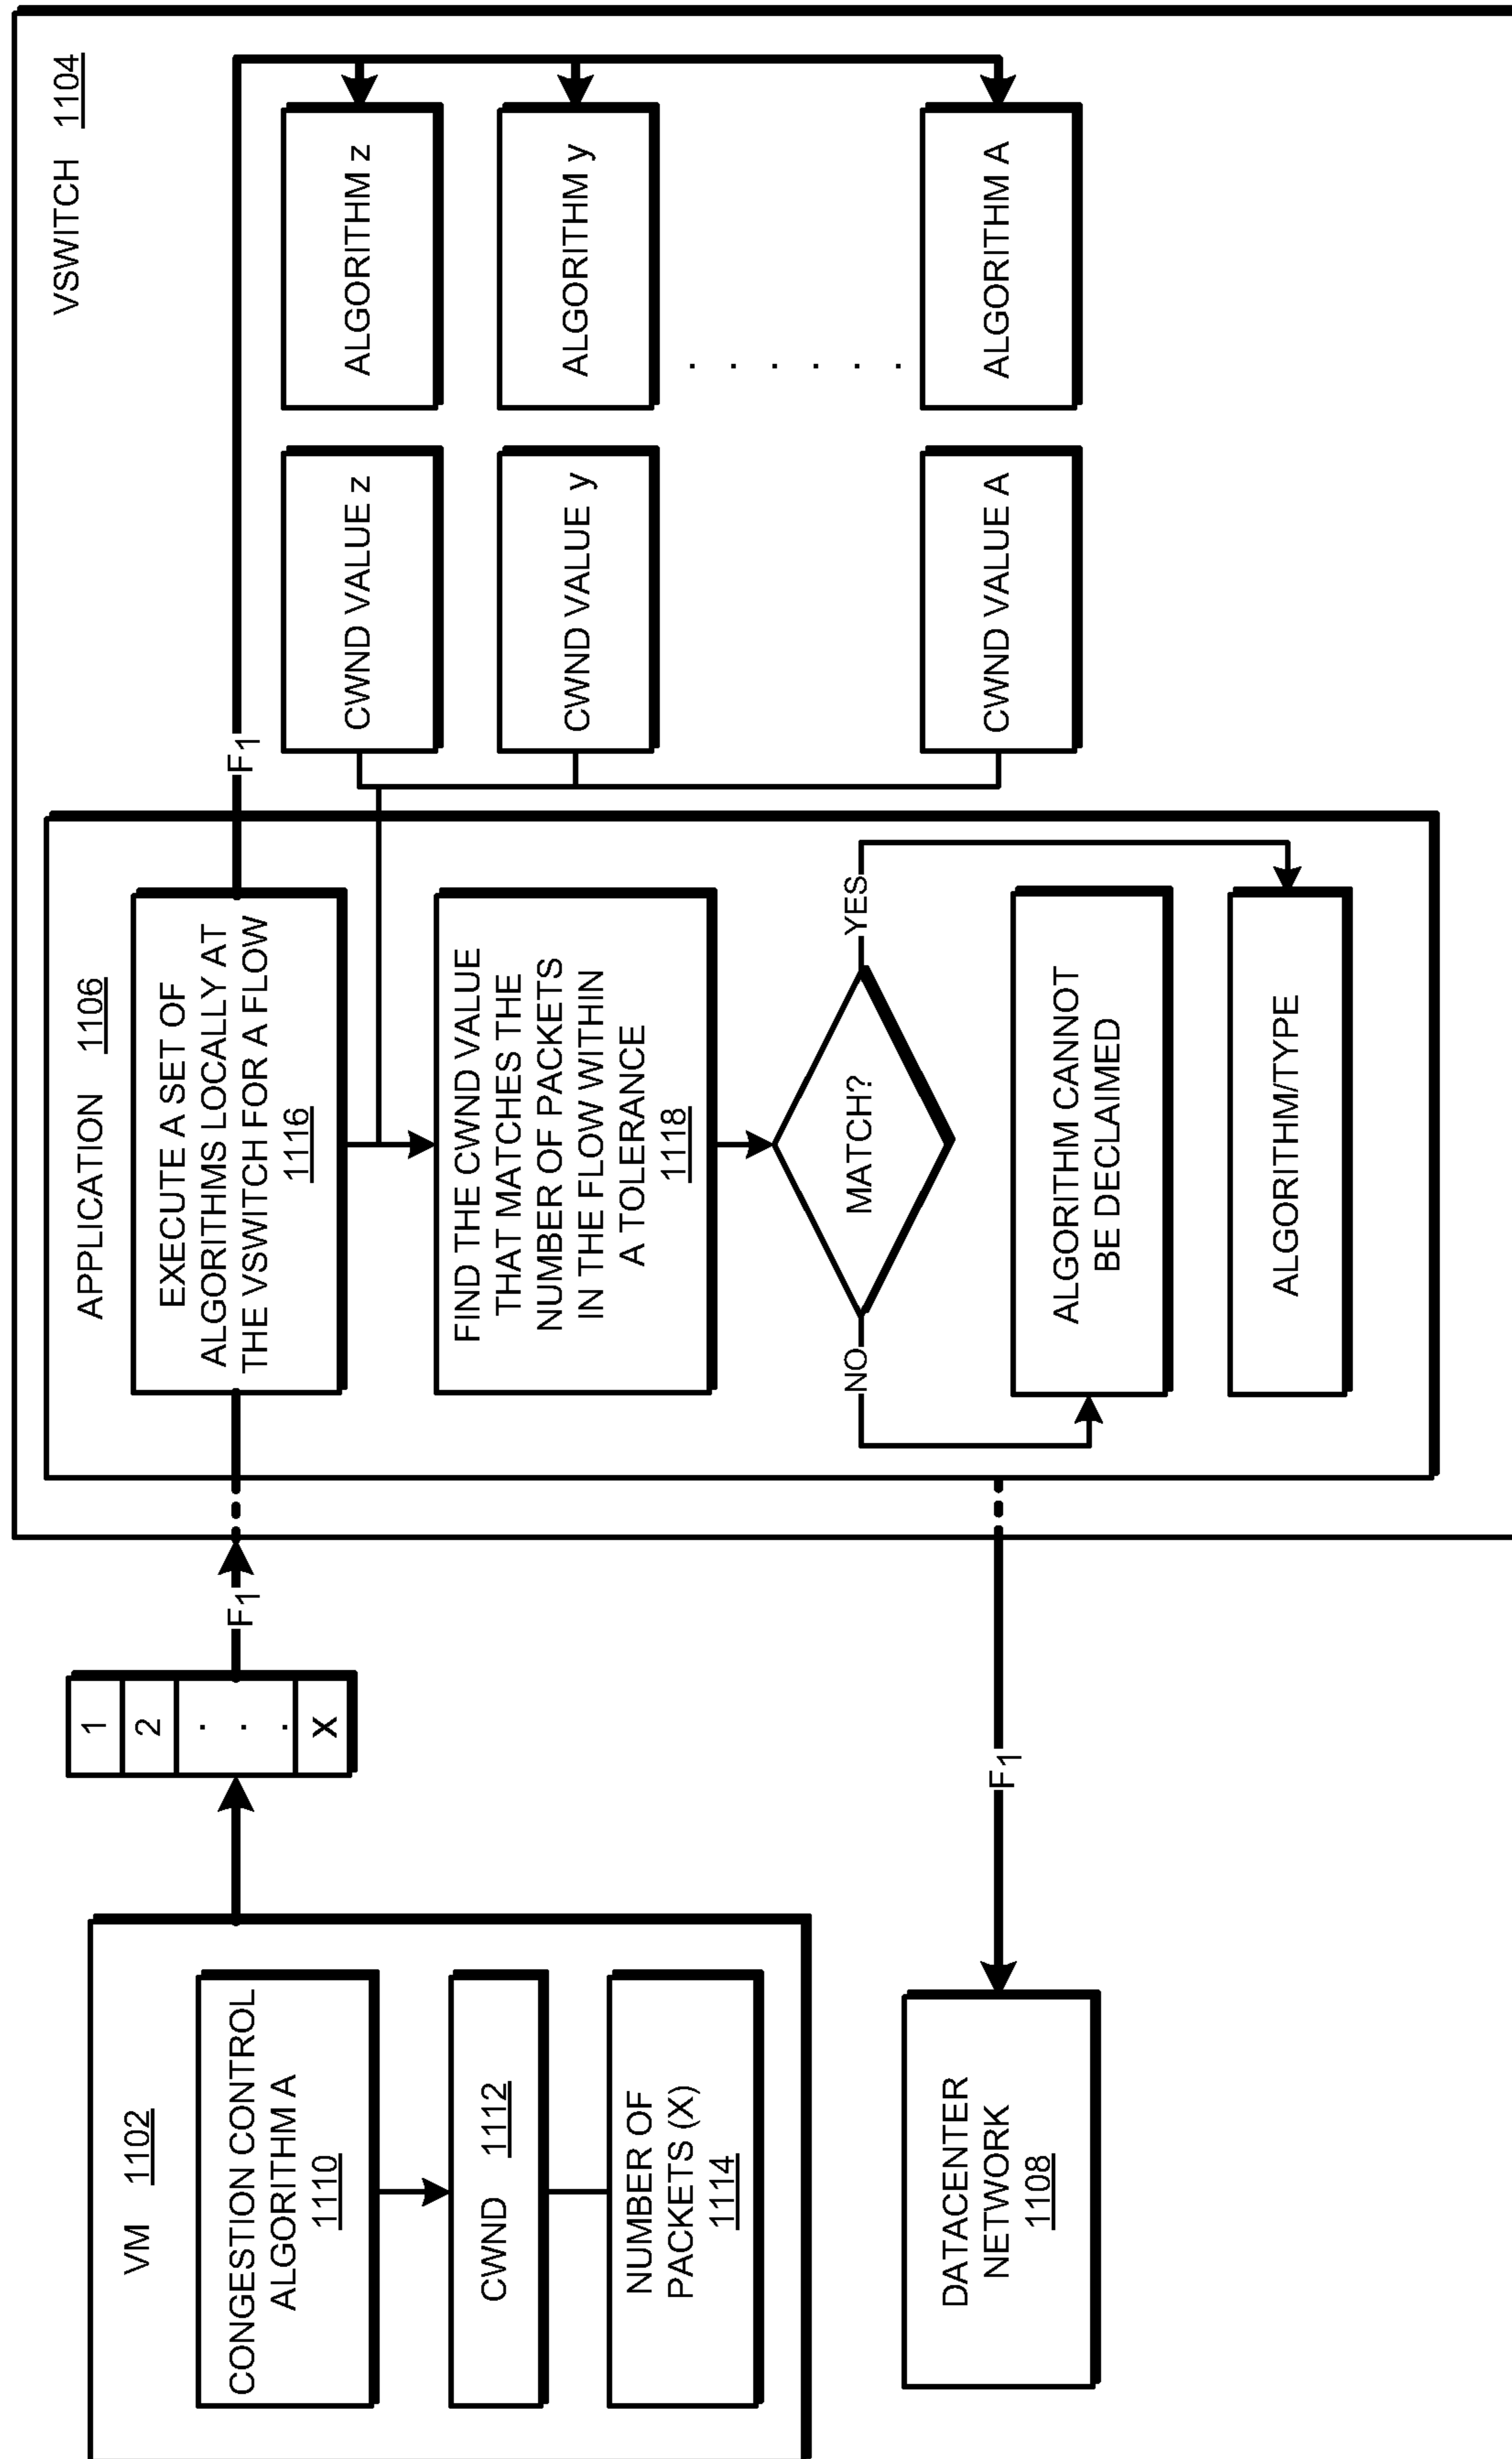 VM 1102
CONGESTION CONTROL
ALGORITHM A
1110
CWND 1112
NUMBER OF
PACKETS (X)
1114
DATACENTER
NETWORK
1108
1
2
. . .
X
F1
F1
VSWITCH 1104
APPLICATION 1106
EXECUTE A SET OF
ALGORITHMS LOCALLY AT
THE VSWITCH FOR A FLOW
1116
FIND THE CWND VALUE
THAT MATCHES THE
NUMBER OF PACKETS
IN THE FLOW WITHIN
A TOLERANCE
1118
MATCH?
NO
YES
ALGORITHM CANNOT
BE DECLAIMED
ALGORITHM/TYPE
F1
CWND VALUE z
ALGORITHM z
CWND VALUE y
ALGORITHM y
. . . . . .
CWND VALUE A
ALGORITHM A